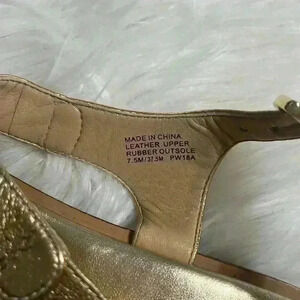 MADE IN CHINA
LEATHER UPPER
RUBBER OUTSOLE
7.5M/37.5M PW18A